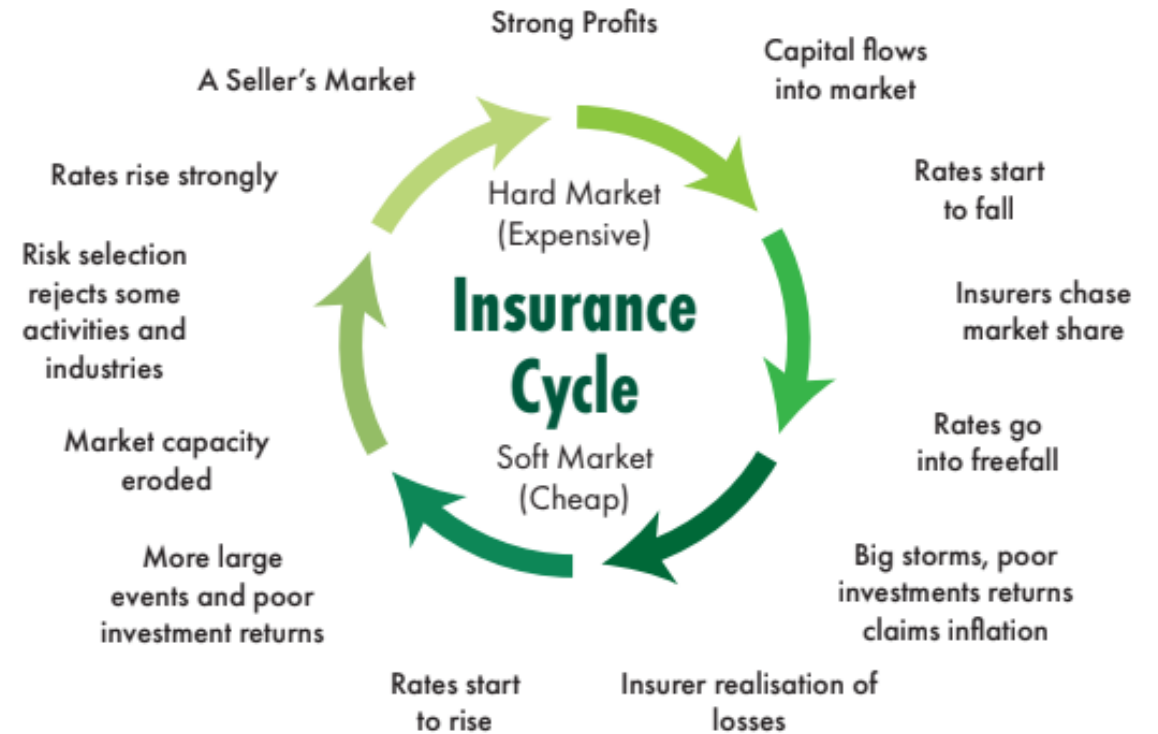 Strong Profits
Capital flows
into market
Rates start
to fall
Insurers chase
market share
Rates go
into freefall
Big storms, poor
investments returns
claims inflation
Insurer realisation of
losses
Rates start
to rise
More large
events and poor
investment returns
Market capacity
eroded
Risk selection
rejects some
activities and
industries
Rates rise strongly
A Seller's Market
Hard Market
(Expensive)
Insurance
Cycle
Soft Market
(Cheap)